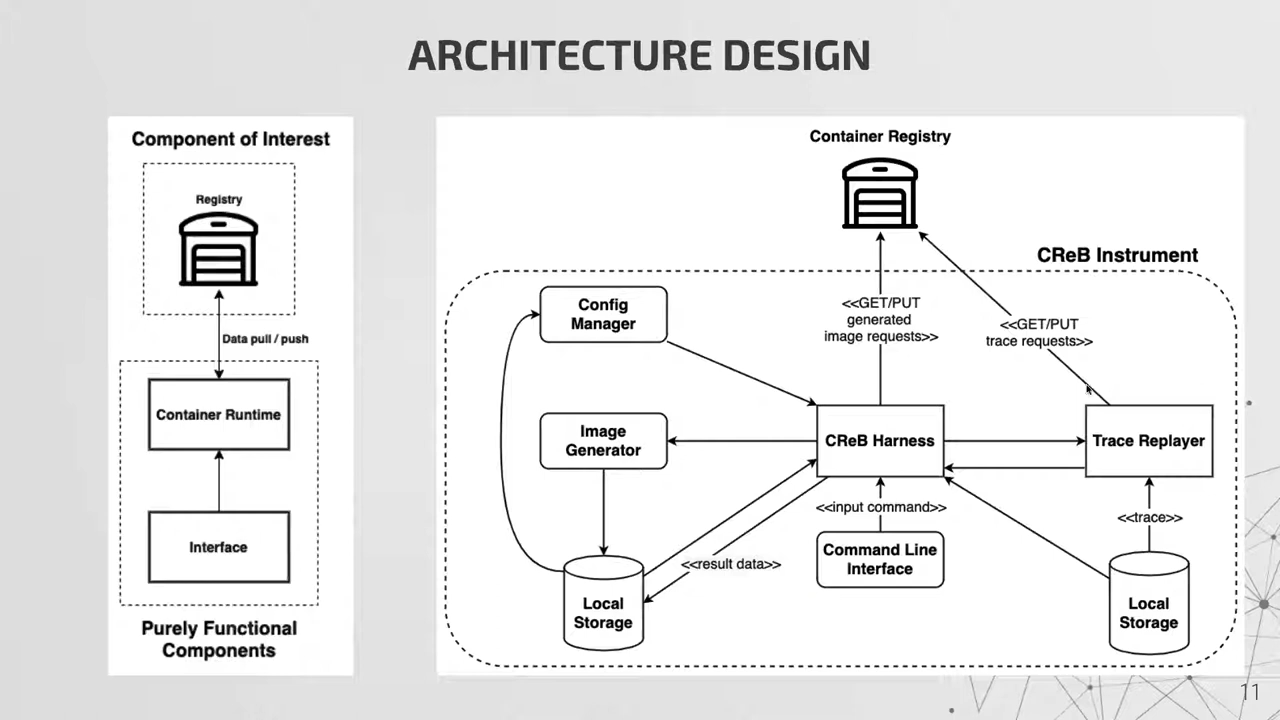 ARCHITECTURE DESIGN
Component of Interest
Registry
Data pull / push
Container Runtime
Interface
Purely Functional
Components
Container Registry
CReB Instrument
Config
Manager
<<GET/PUT
generated
image requests>>
<<GET/PUT
trace requests>>
Image
Generator
CReB Harness
Trace Replayer
<<input command>>
<<trace>>
Command Line
Interface
<<result data>>
Local
Storage
Local
Storage
11